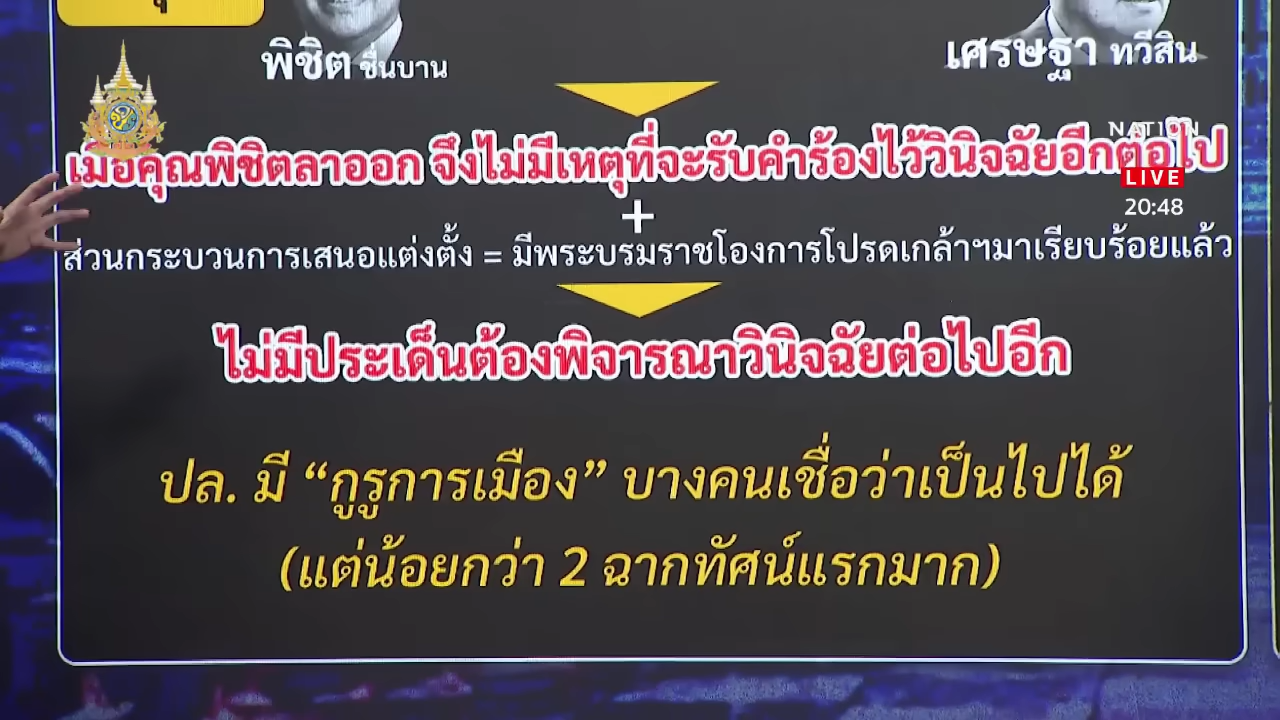 พิชิต ชื่นบาน
เศรษฐา ทวีสิน
NATION
เมื่อคุณพิชิตลาออก จึงไม่มีเหตุที่จะรับคำร้องไว้วินิจฉัยอีกต่อไป
LIVE
+
20:48
ส่วนกระบวนการเสนอแต่งตั้ง = มีพระบรมราชโองการโปรดเกล้าฯมาเรียบร้อยแล้ว
ไม่มีประเด็นต้องพิจารณาวินิจฉัยต่อไปอีก
ปล. มี “กูรูการเมือง” บางคนเชื่อว่าเป็นไปได้
(แต่น้อยกว่า 2 ฉากทัศน์แรกมาก)